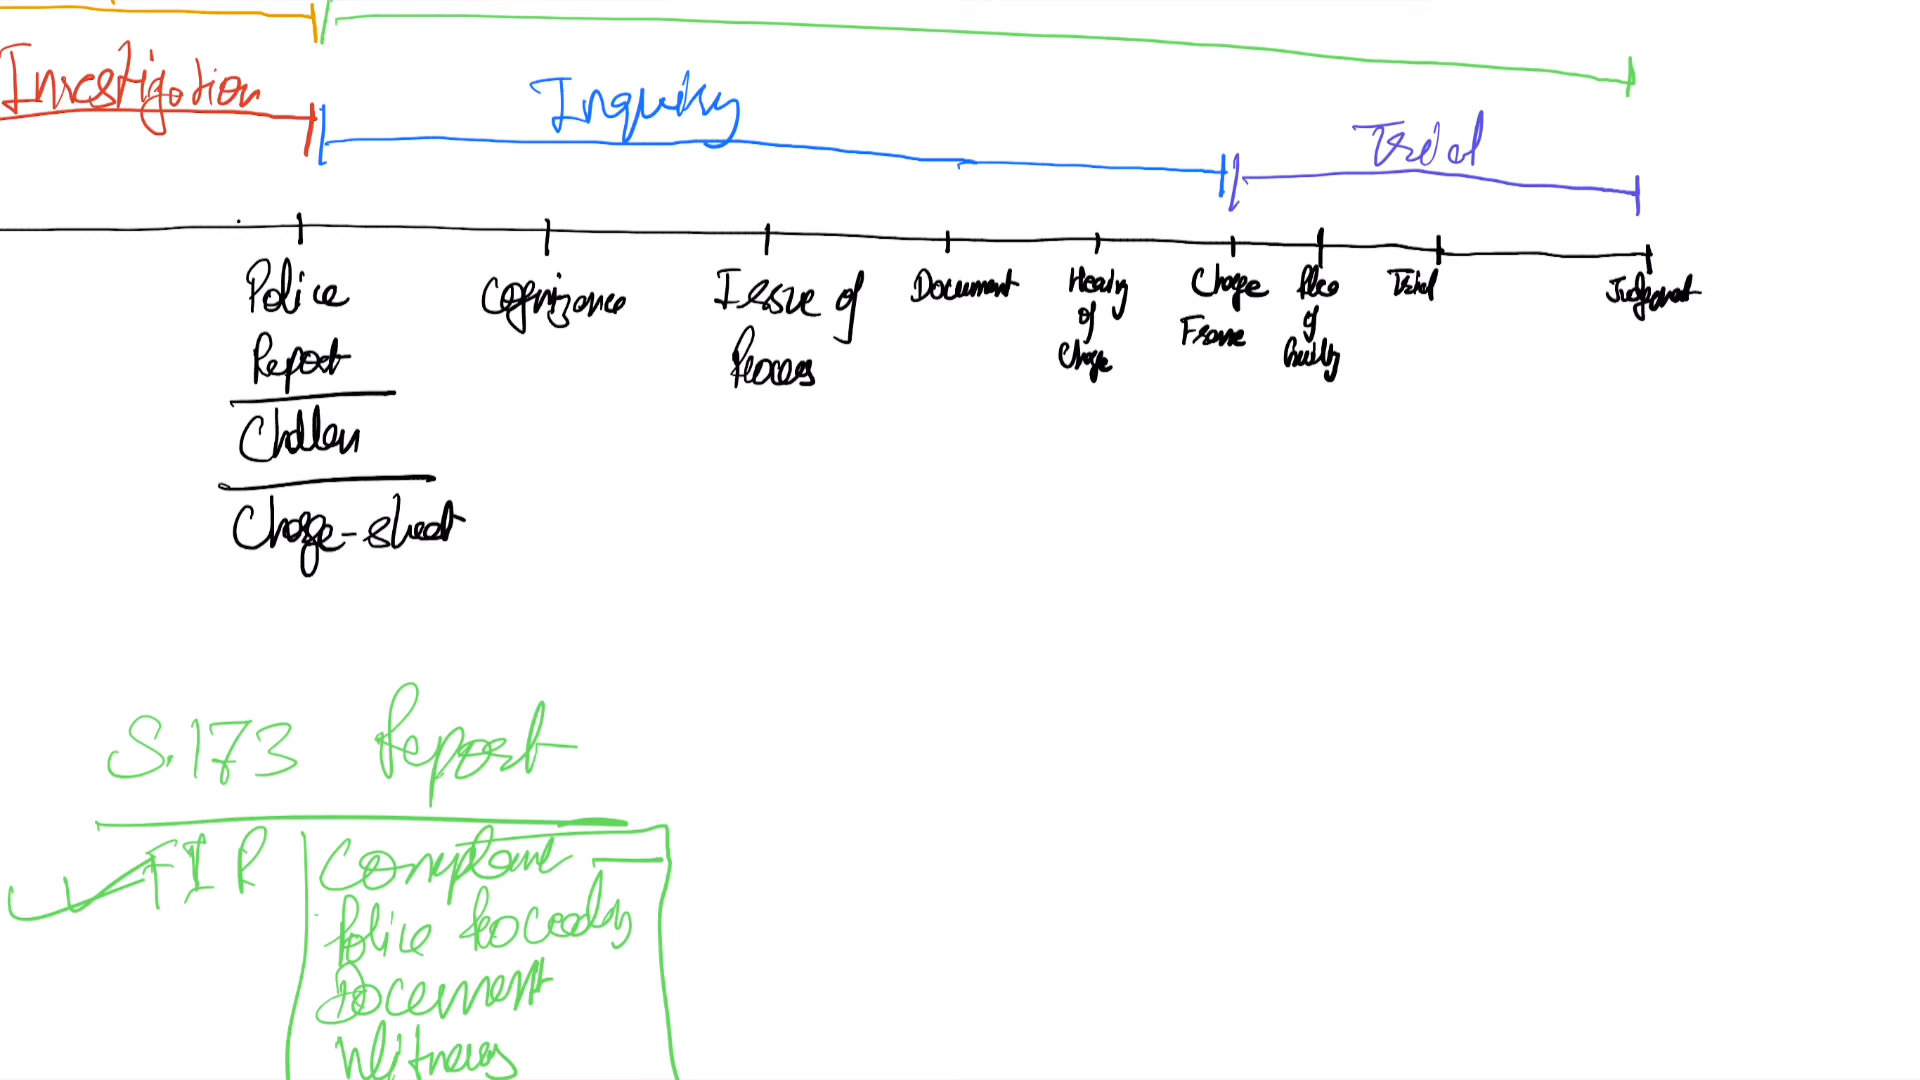 Investigation
Inquiry
Trial
Police
Report
Challan
Charge-sheet
Cognizance
Issue of
Process
Document
Hearing
of
Charge
Charge
Frame
Plea
of
Guilty
Trial
Judgement
S.173 Report
FIR
Complaint
Police Proceeding
Document
Witness